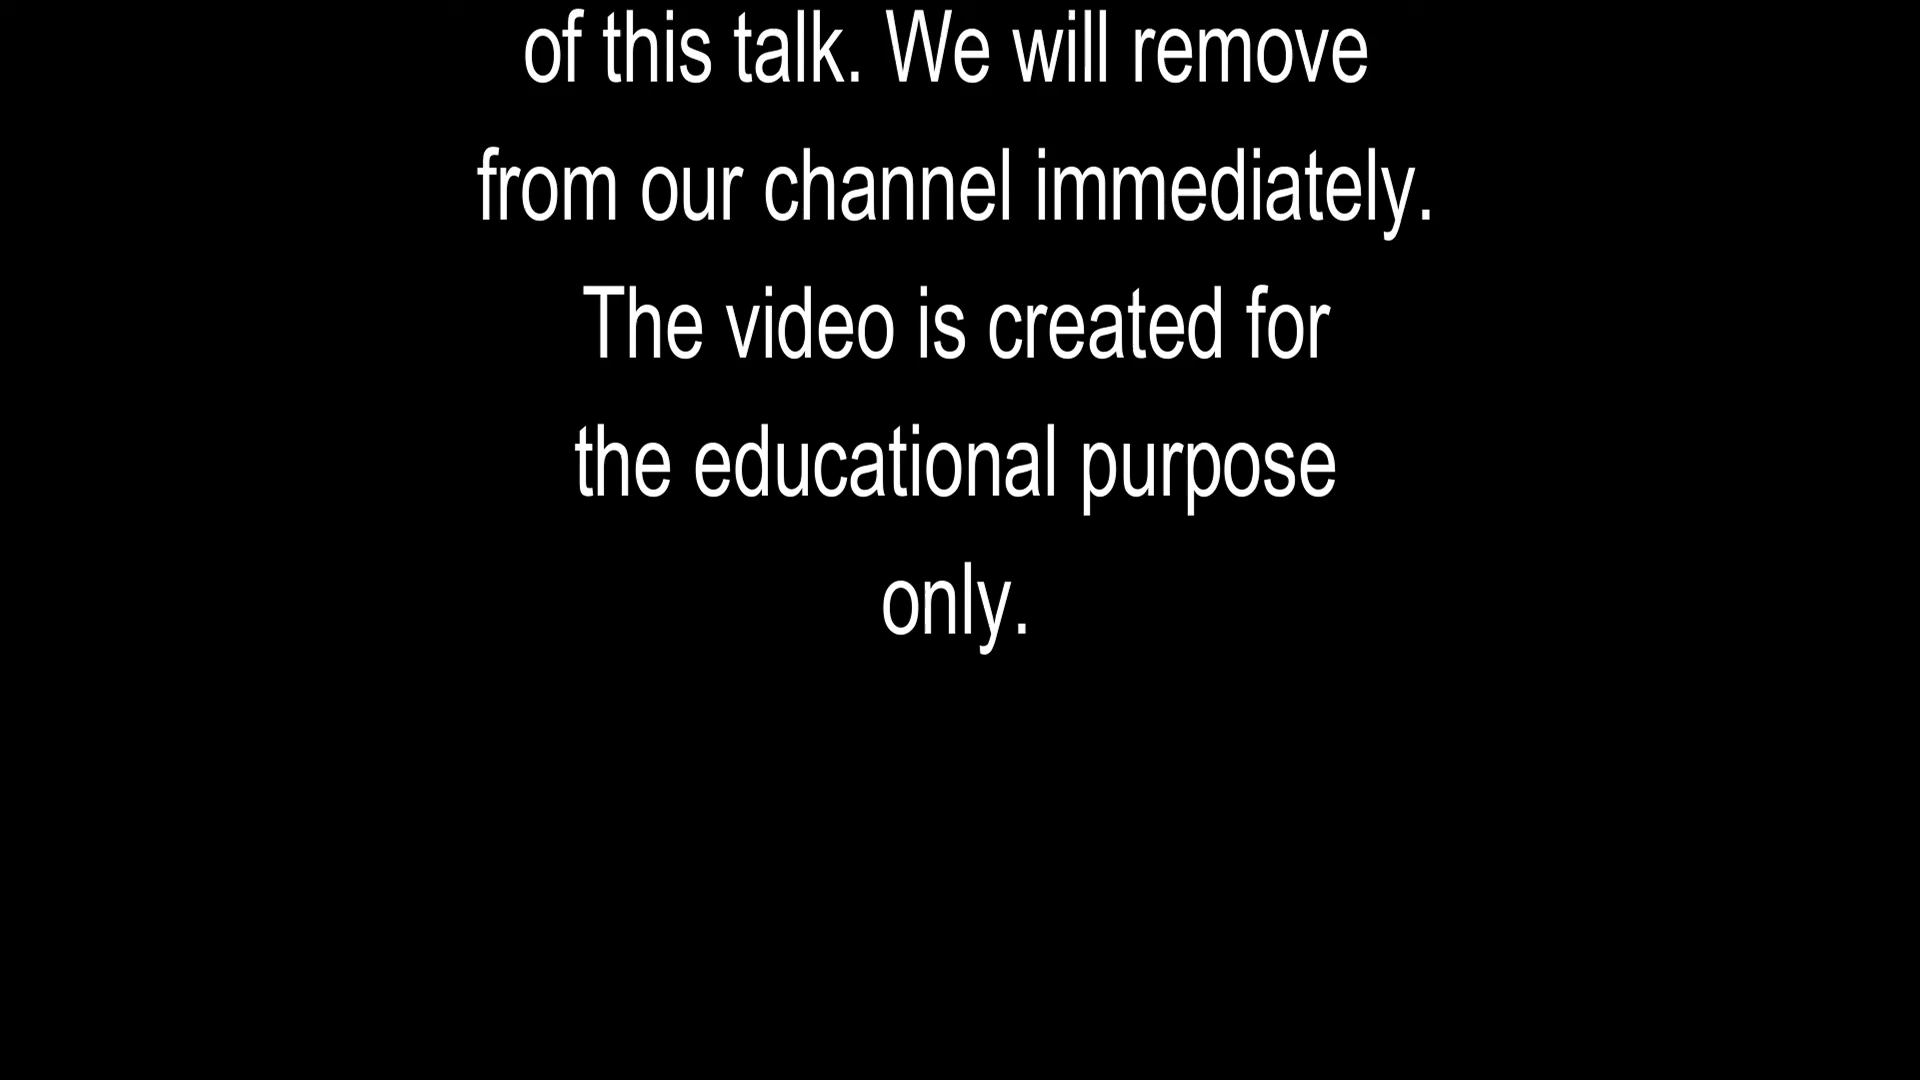 of this talk. We will remove
from our channel immediately.
The video is created for
the educational purpose
only.